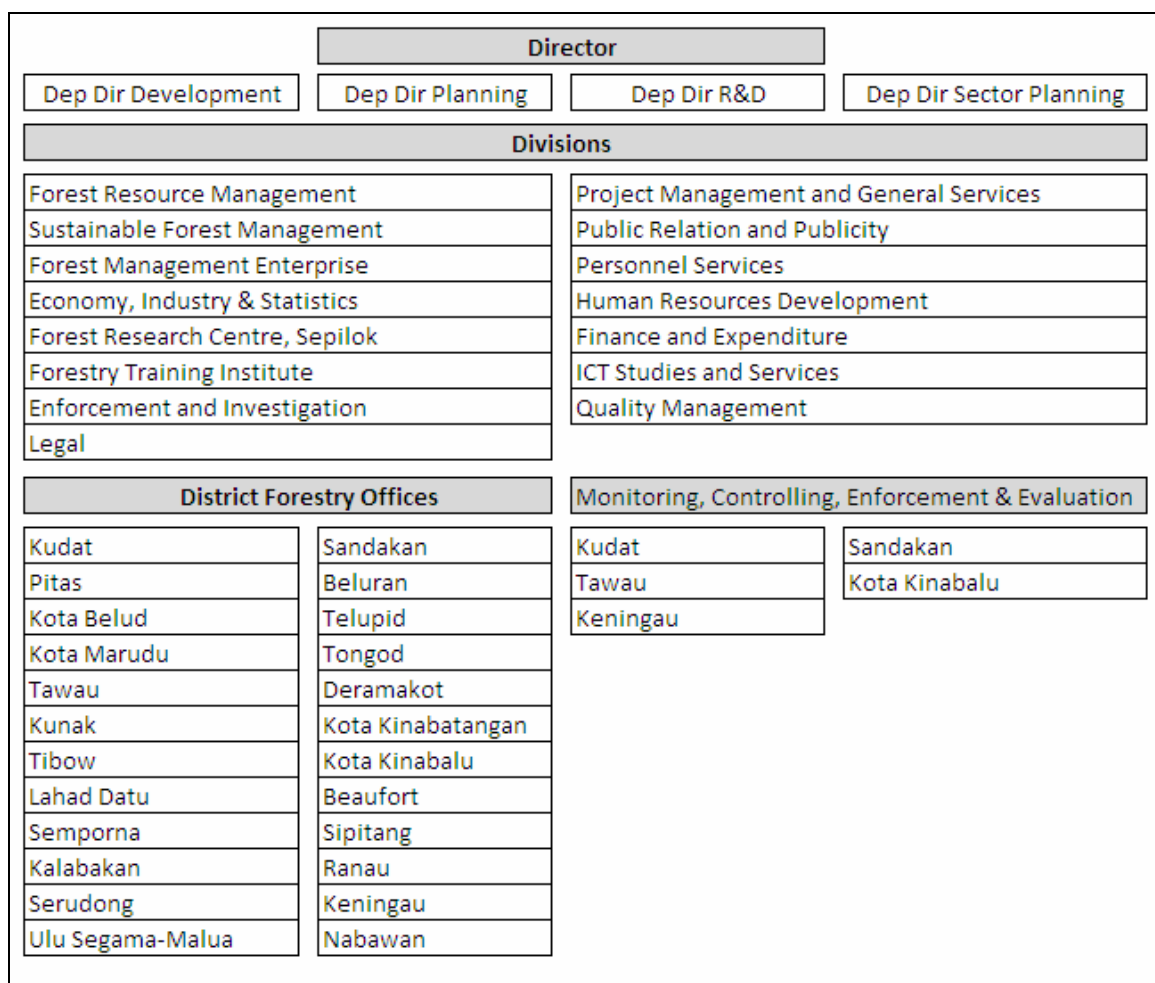 Director
Dep Dir Development
Dep Dir Planning
Dep Dir R&D
Dep Dir Sector Planning
Divisions
Forest Resource Management
Sustainable Forest Management
Forest Management Enterprise
Economy, Industry & Statistics
Forest Research Centre, Sepilok
Forestry Training Institute
Enforcement and Investigation
Legal
Project Management and General Services
Public Relation and Publicity
Personnel Services
Human Resources Development
Finance and Expenditure
ICT Studies and Services
Quality Management
District Forestry Offices
Kudat
Pitas
Kota Belud
Kota Marudu
Tawau
Kunak
Tibow
Lahad Datu
Semporna
Kalabakan
Serudong
Ulu Segama-Malua
Sandakan
Beluran
Telupid
Tongod
Deramakot
Kota Kinabatangan
Kota Kinabalu
Beaufort
Sipitang
Ranau
Keningau
Nabawan
Monitoring, Controlling, Enforcement & Evaluation
Kudat
Tawau
Keningau
Sandakan
Kota Kinabalu